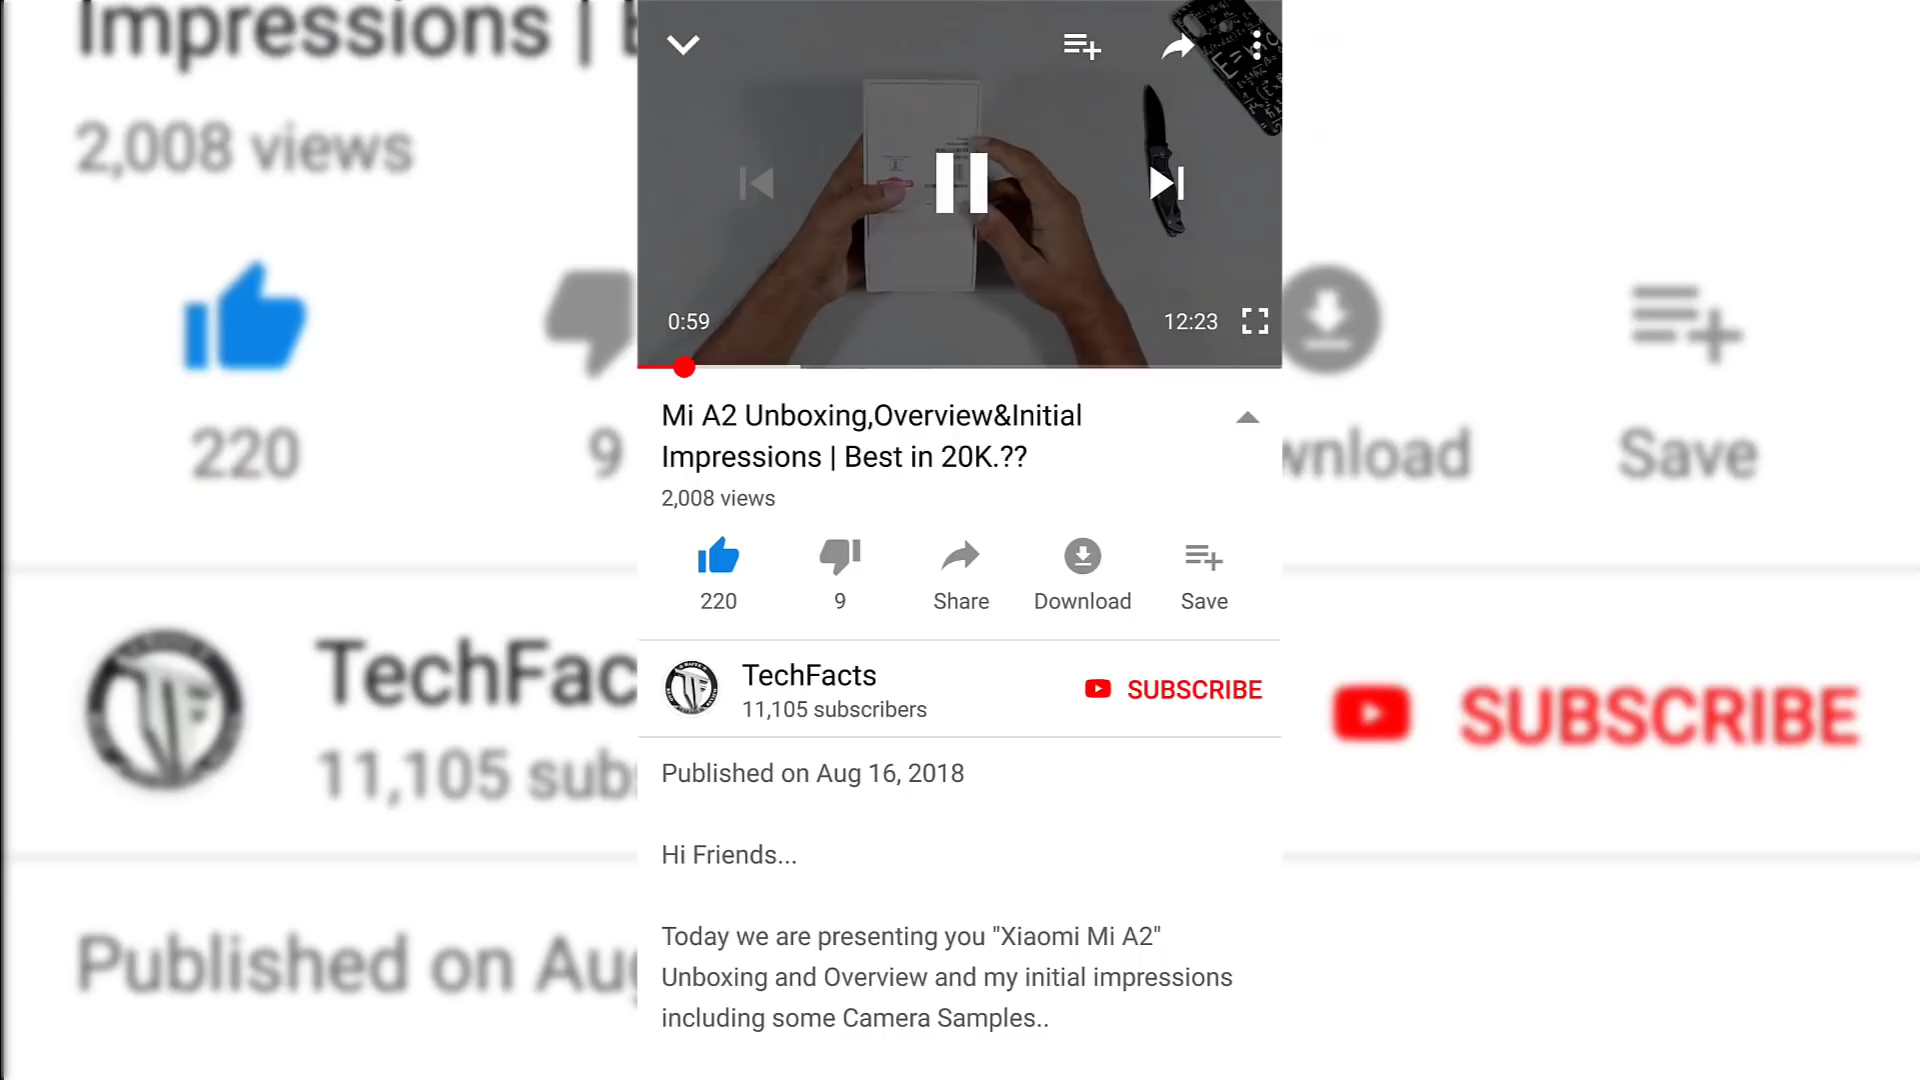 Impressions |
2,008 views
220
9
wnload
Save
TechFac
11,105 subs
SUBSCRIBE
Published on Aug
E=MC
0:59
12:23
Mi A2 Unboxing,Overview&Initial
Impressions | Best in 20K.??
2,008 views
220
9
Share
Download
Save
TechFacts
11,105 subscribers
SUBSCRIBE
Published on Aug 16, 2018
Hi Friends...
Today we are presenting you "Xiaomi Mi A2"
Unboxing and Overview and my initial impressions
including some Camera Samples..